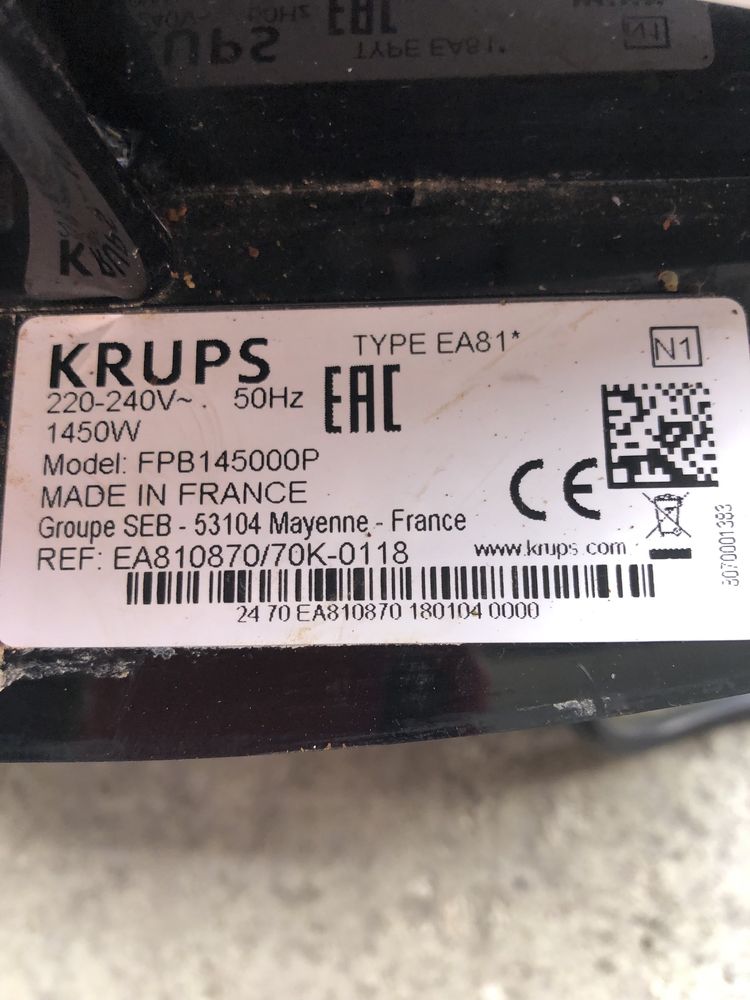 KRUPS
TYPE EA81*
N1
220-240V~ 50Hz
EAC
1450W
Model: FPB145000P
MADE IN FRANCE
CE
Groupe SEB - 53104 Mayenne - France
REF: EA810870/70K-0118
www.krups.com
24 70 EA810870 180104 0000
8070001383